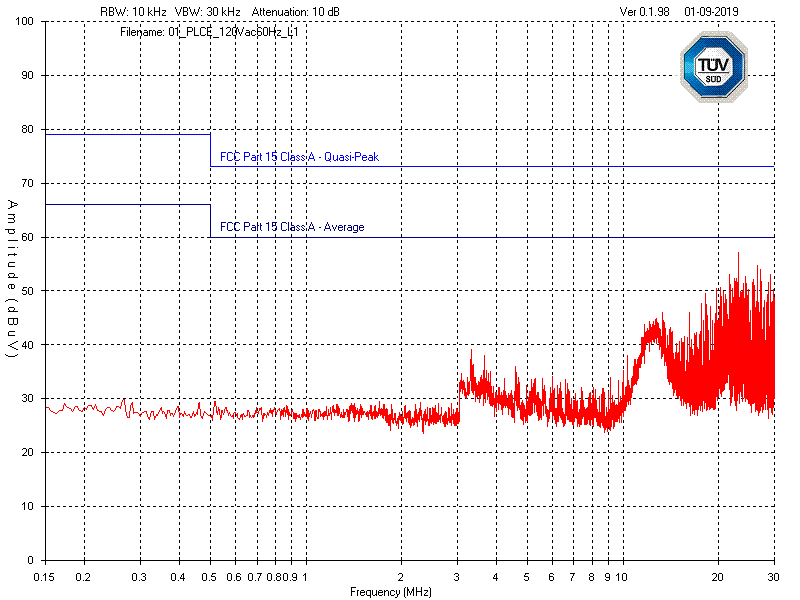 RBW: 10 kHz VBW: 30 kHz Attenuation: 10 dB Ver 0.1.98 01-09-2019
Filename: 01_PLCE_120Vac60Hz_L1
TÜV
SÜD
FCC Part 15 Class A - Quasi-Peak
FCC Part 15 Class A - Average
Amplitude (dBuV)
100
90
80
70
60
50
40
30
20
10
0
0.15 0.2 0.3 0.4 0.5 0.6 0.7 0.8 0.9 1 2 3 4 5 6 7 8 9 10 20 30
Frequency (MHz)